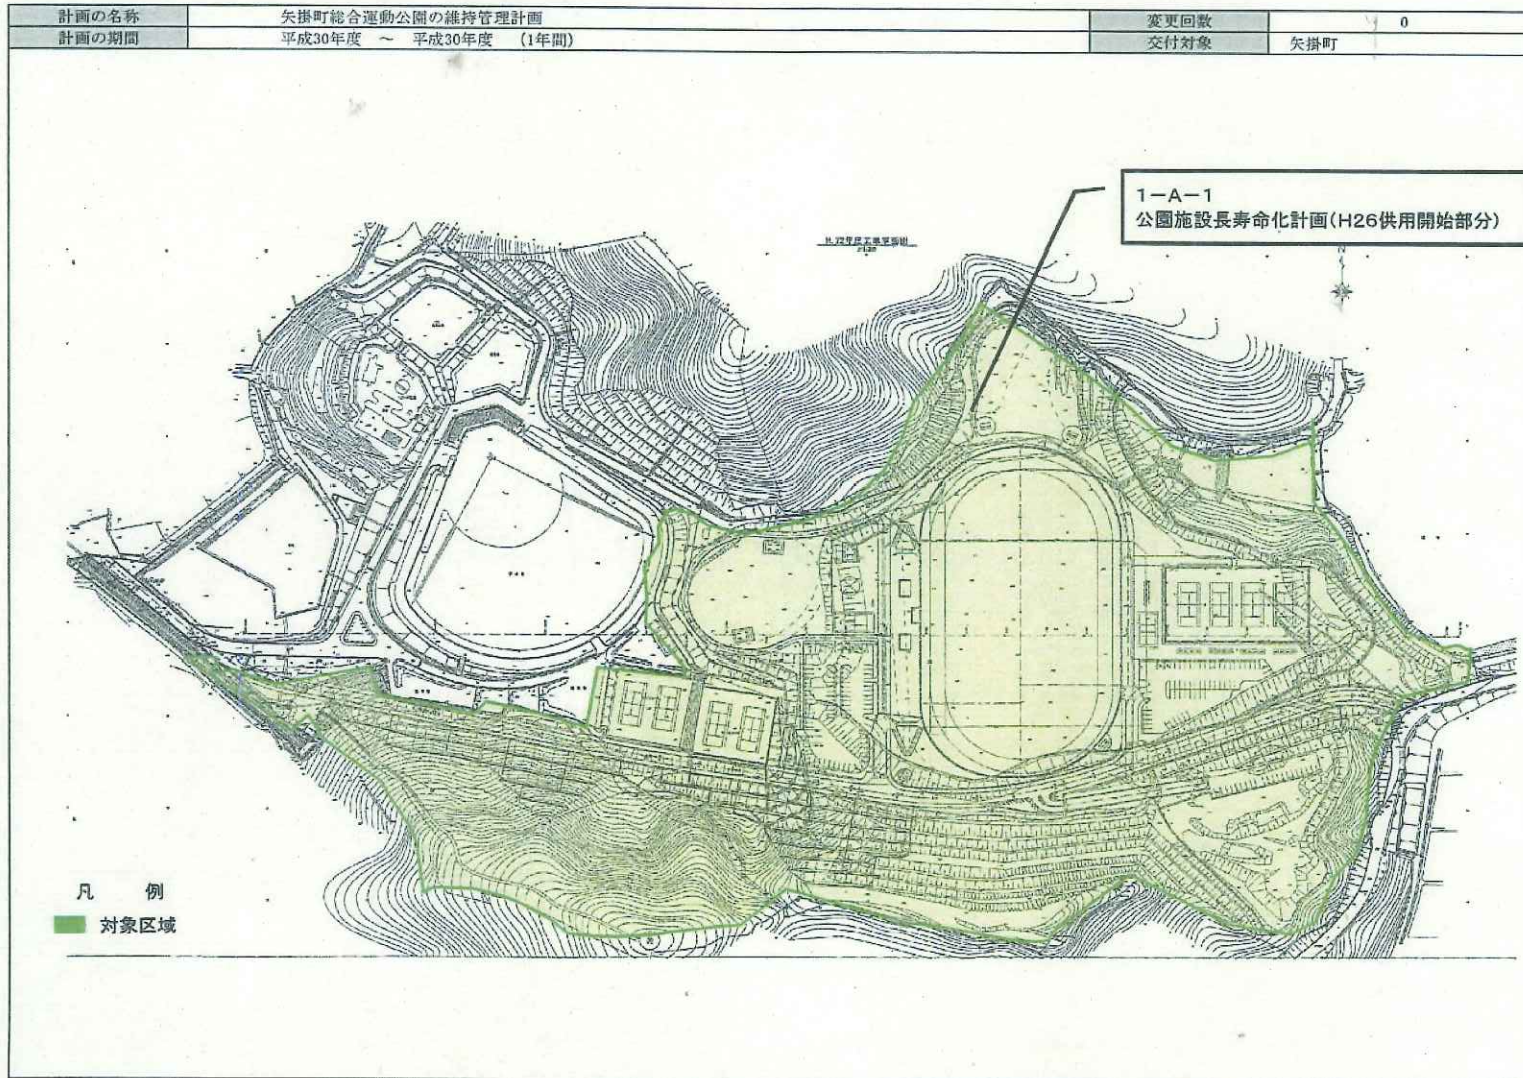 計画の名称 矢掛町総合運動公園の維持管理計画 変更回数 0
計画の期間 平成30年度 ～ 平成30年度 （1年間） 交付対象 矢掛町
1－A－1
公園施設長寿命化計画(H26供用開始部分)
凡 例
対象区域